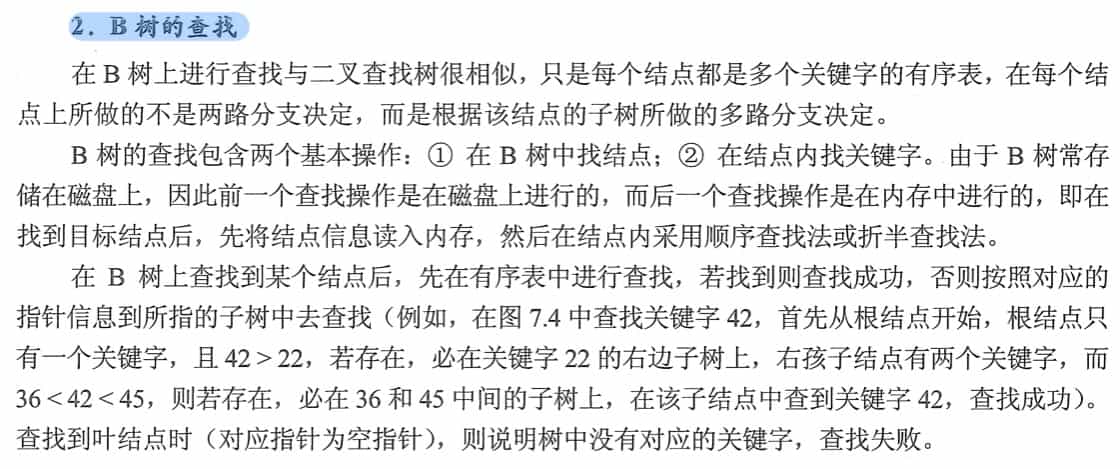 2. B 树的查找
在 B 树上进行查找与二叉查找树很相似，只是每个结点都是多个关键字的有序表，在每个结
点上所做的不是两路分支决定，而是根据该结点的子树所做的多路分支决定。
B 树的查找包含两个基本操作：① 在 B 树中找结点；② 在结点内找关键字。由于 B 树常存
储在磁盘上，因此前一个查找操作是在磁盘上进行的，而后一个查找操作是在内存中进行的，即在
找到目标结点后，先将结点信息读入内存，然后在结点内采用顺序查找法或折半查找法。
在 B 树上查找到某个结点后，先在有序表中进行查找，若找到则查找成功，否则按照对应的
指针信息到所指的子树中去查找（例如，在图 7.4 中查找关键字 42，首先从根结点开始，根结点只
有一个关键字，且 42 > 22，若存在，必在关键字 22 的右边子树上，右孩子结点有两个关键字，而
36 < 42 < 45，则若存在，必在 36 和 45 中间的子树上，在该子结点中查到关键字 42，查找成功）。
查找到叶结点时（对应指针为空指针），则说明树中没有对应的关键字，查找失败。